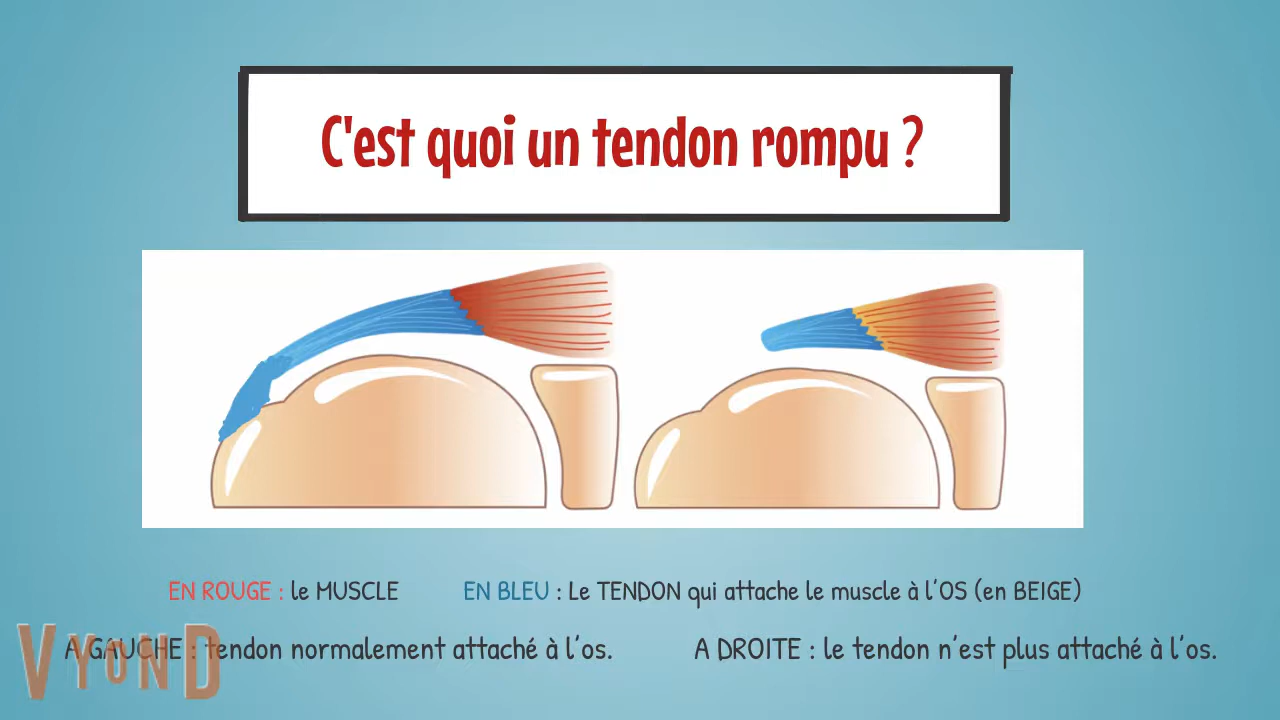 C'est quoi un tendon rompu ?
EN ROUGE : le MUSCLE EN BLEU : Le TENDON qui attache le muscle à l'OS (en BEIGE)
A GAUCHE : tendon normalement attaché à l'os. A DROITE : le tendon n'est plus attaché à l'os.
VYOND